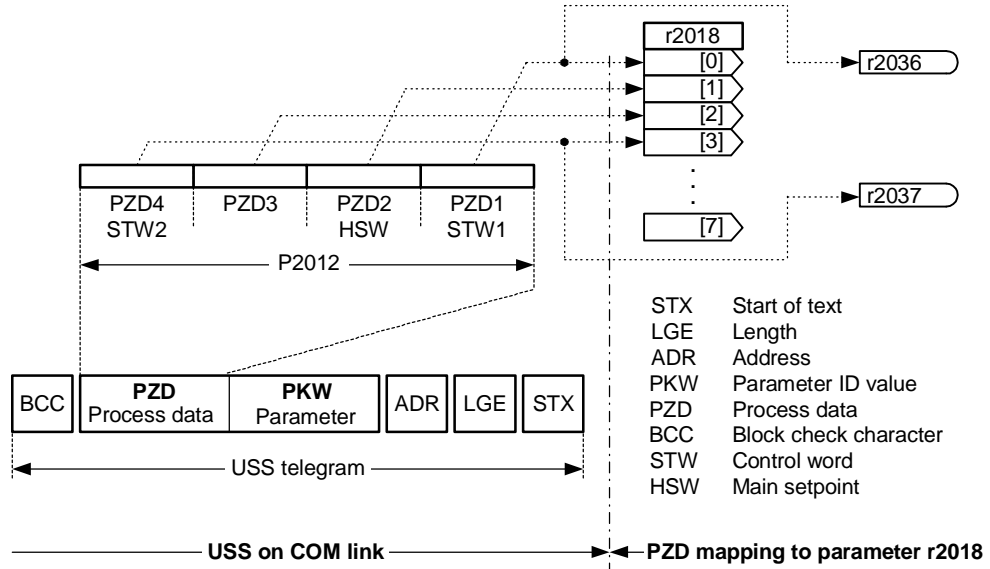 r2018
[0]
r2036
[1]
[2]
[3]
PZD4 PZD3 PZD2 PZD1
STW2 HSW STW1
r2037
[7]
P2012
STX Start of text
LGE Length
ADR Address
PKW Parameter ID value
PZD Process data
BCC Block check character
STW Control word
HSW Main setpoint
BCC PZD Process data PKW Parameter ADR LGE STX
USS telegram
USS on COM link PZD mapping to parameter r2018